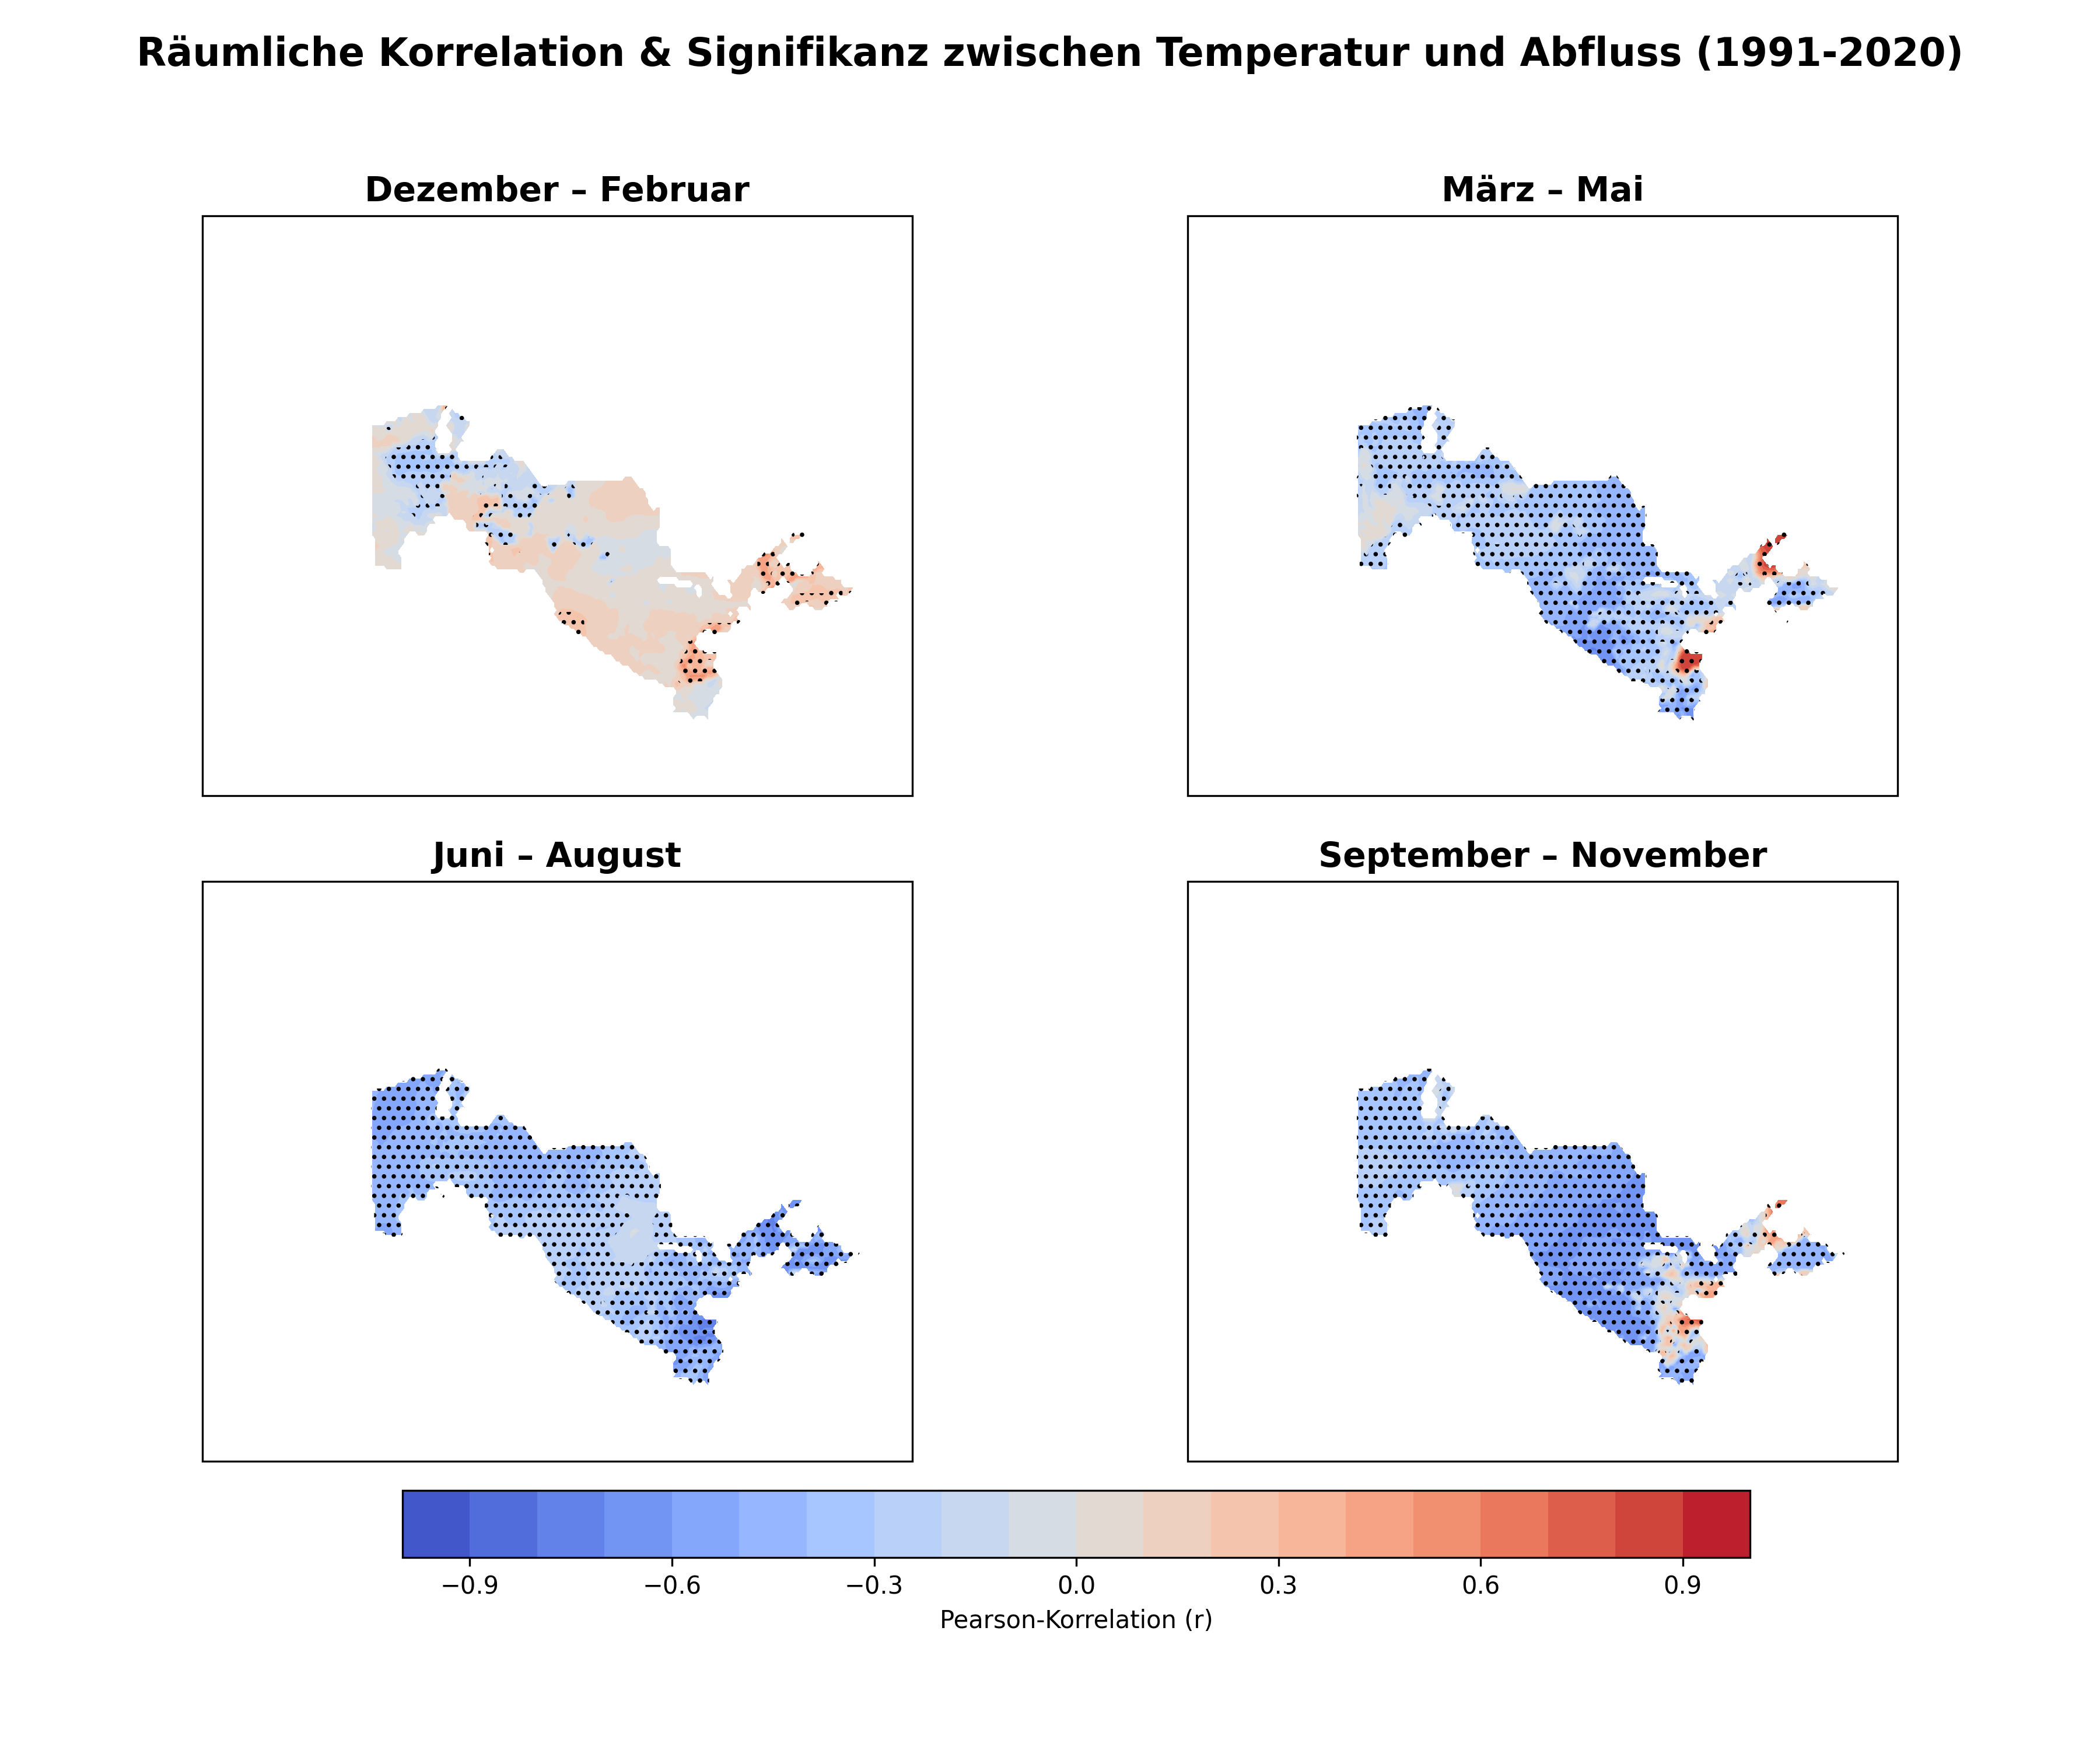 Räumliche Korrelation & Signifikanz zwischen Temperatur und Abfluss (1991-2020)
Dezember – Februar
März – Mai
Juni – August
September – November
−0.9
−0.6
−0.3
0.0
0.3
0.6
0.9
Pearson-Korrelation (r)